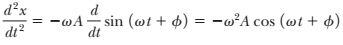 d²x/dt² = −ωA d/dt sin (ωt + ϕ) = −ω²A cos (ωt + ϕ)